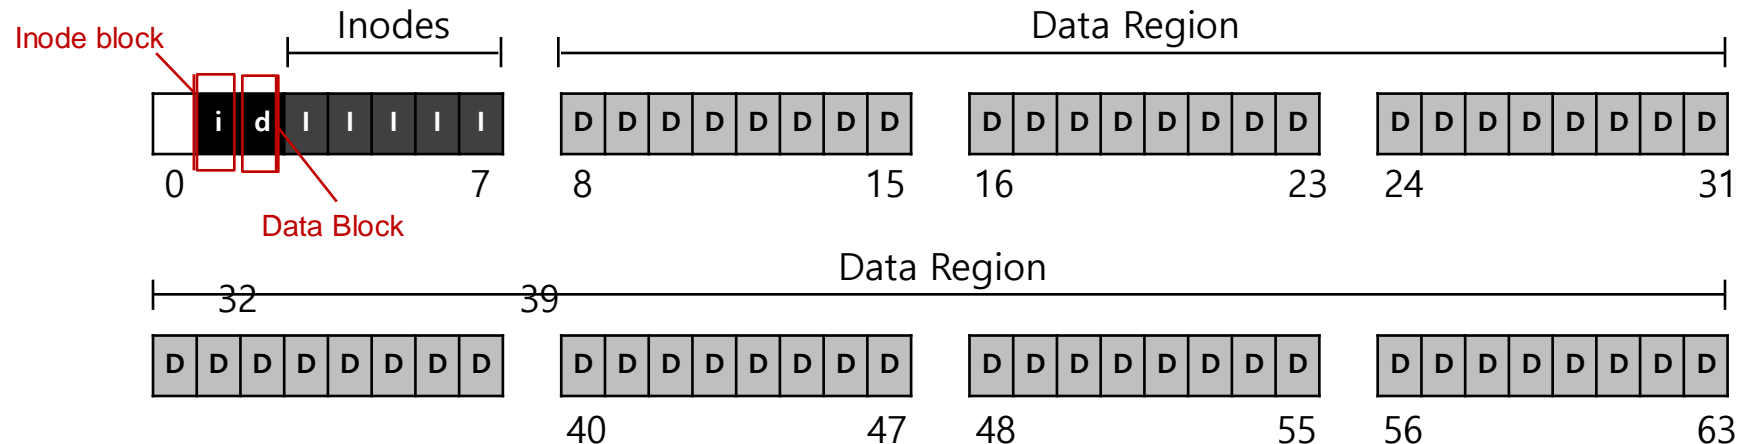 Inodes Data Region
Inode block
i d I I I I I D D D D D D D D D D D D D D D D D D D D D D D D
0 7 8 15 16 23 24 31
Data Block
Data Region
32 39
D D D D D D D D D D D D D D D D D D D D D D D D D D D D D D D D
40 47 48 55 56 63